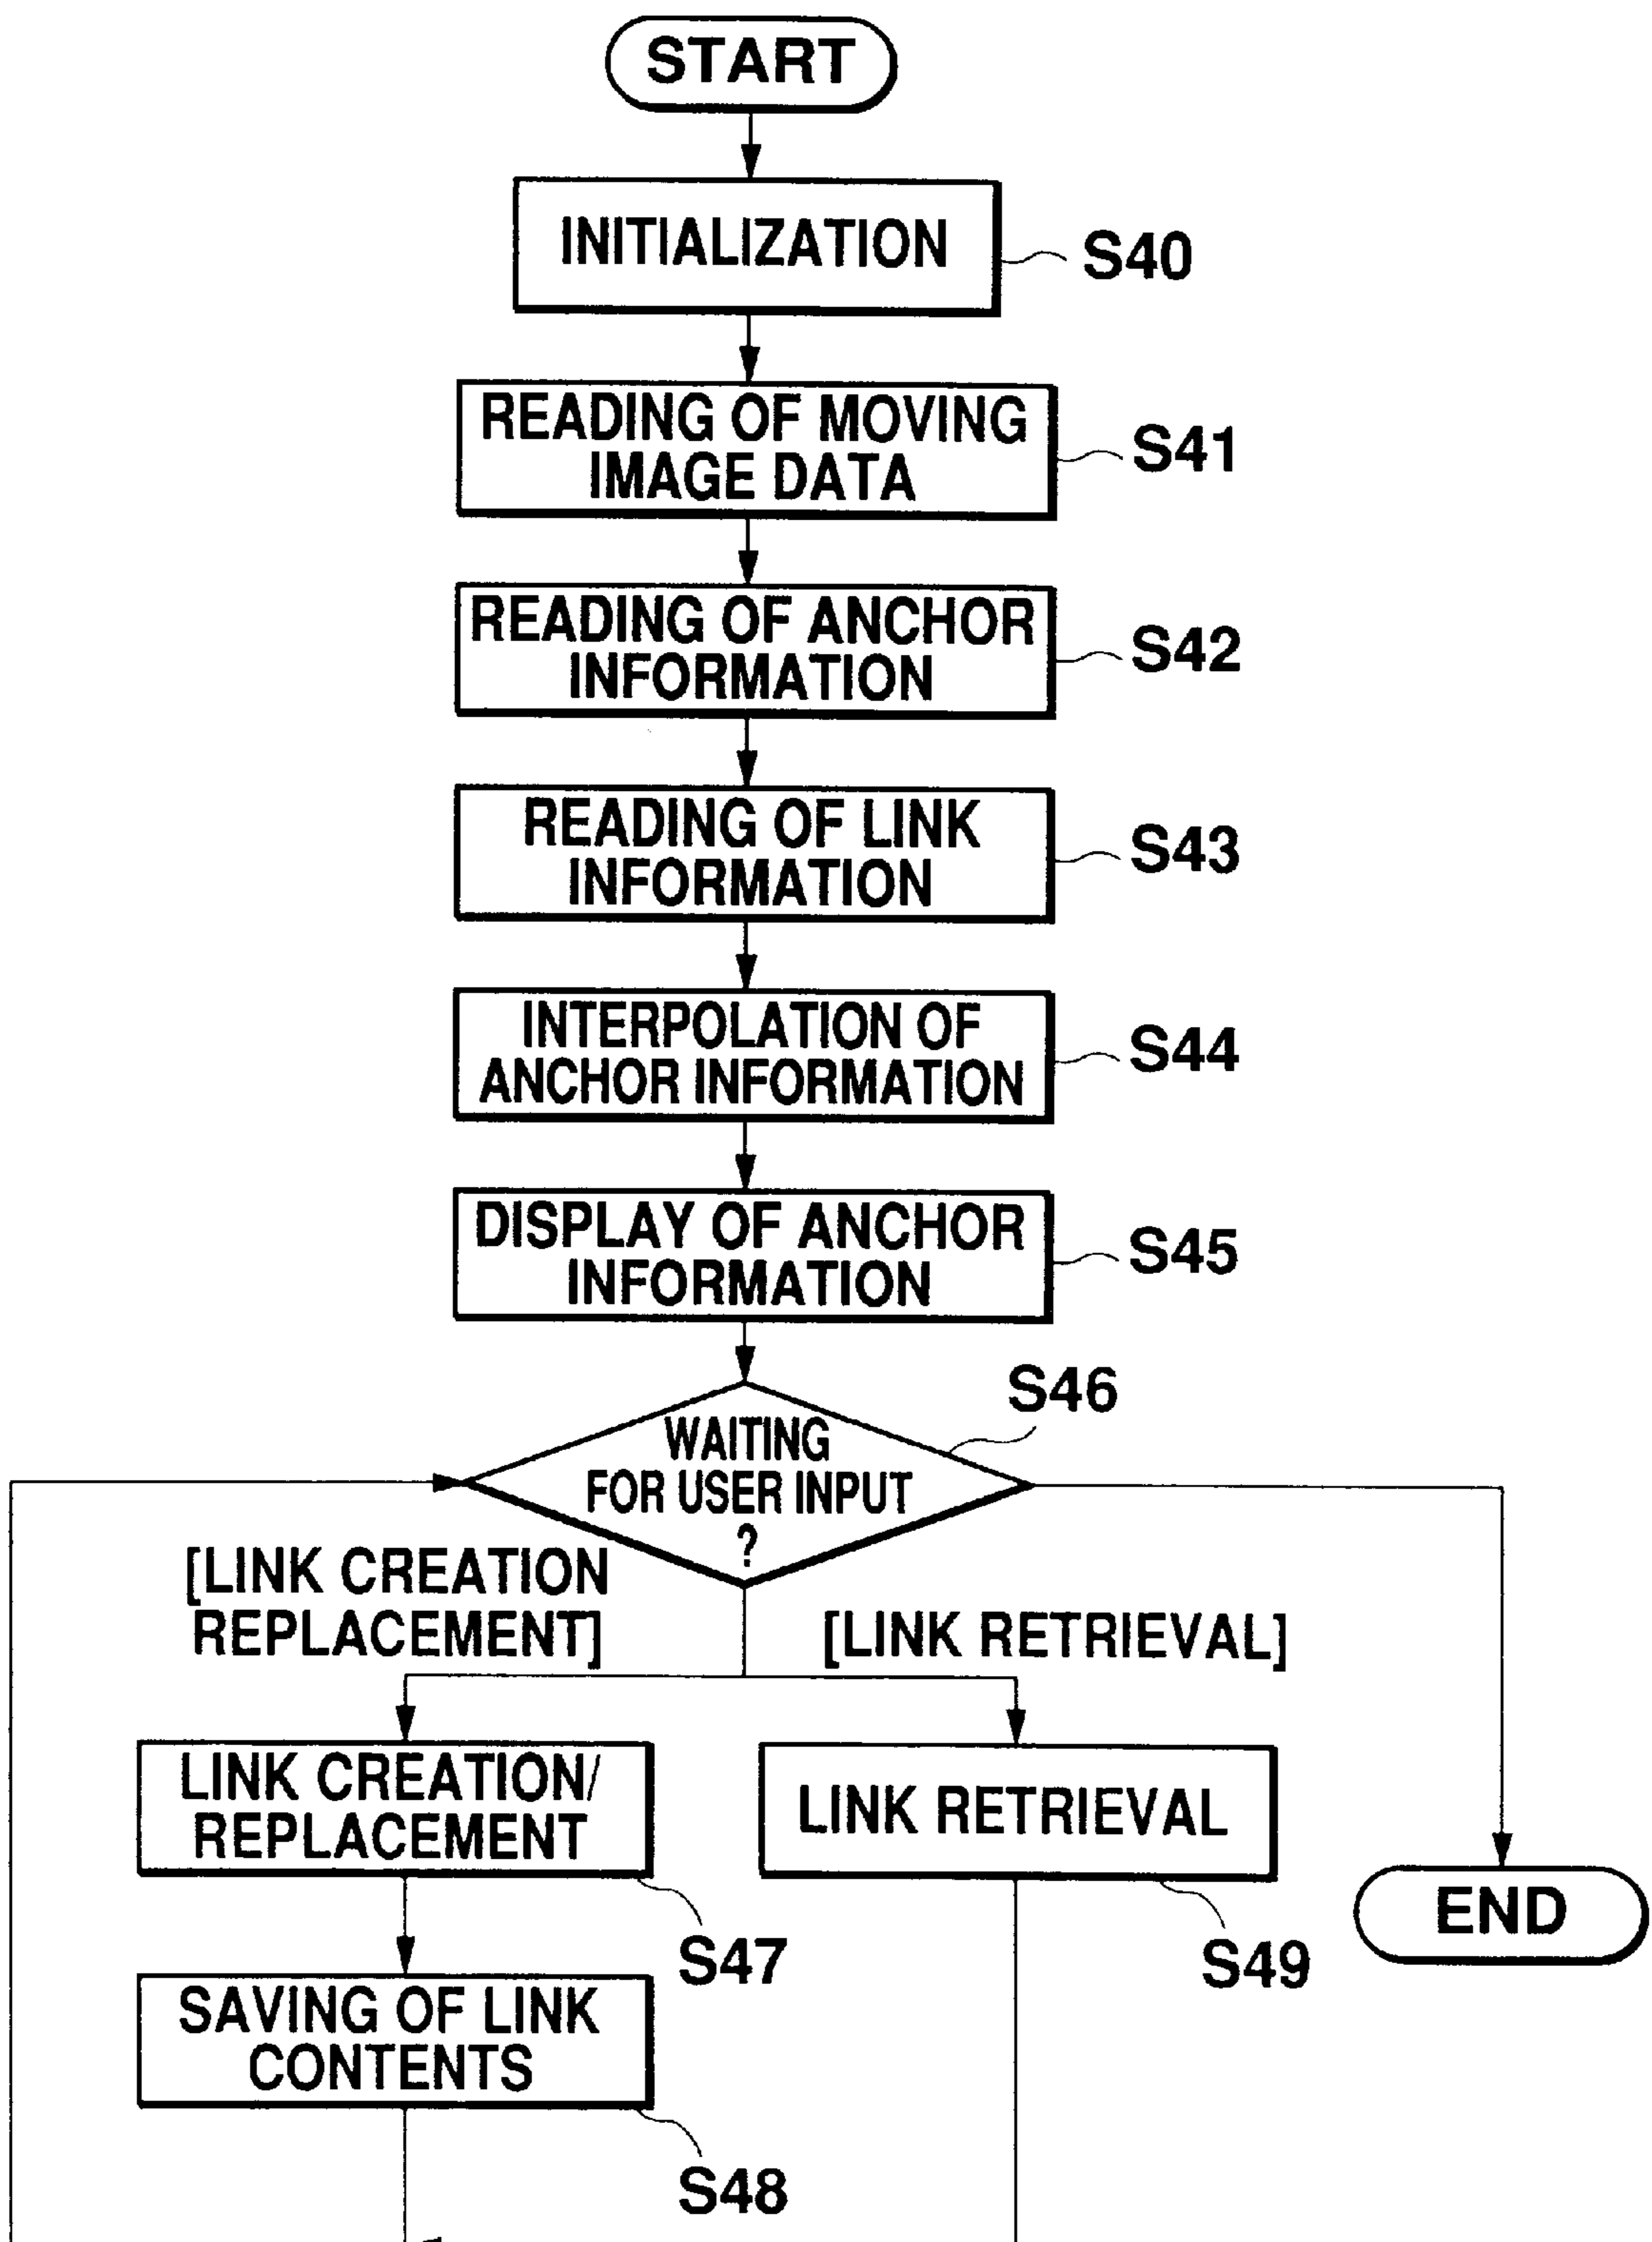 START
INITIALIZATION
S40
READING OF MOVING
IMAGE DATA
S41
READING OF ANCHOR
INFORMATION
S42
READING OF LINK
INFORMATION
S43
INTERPOLATION OF
ANCHOR INFORMATION
S44
DISPLAY OF ANCHOR
INFORMATION
S45
S46
WAITING
FOR USER INPUT
?
[LINK CREATION
REPLACEMENT]
[LINK RETRIEVAL]
LINK CREATION/
REPLACEMENT
S47
LINK RETRIEVAL
S49
END
SAVING OF LINK
CONTENTS
S48